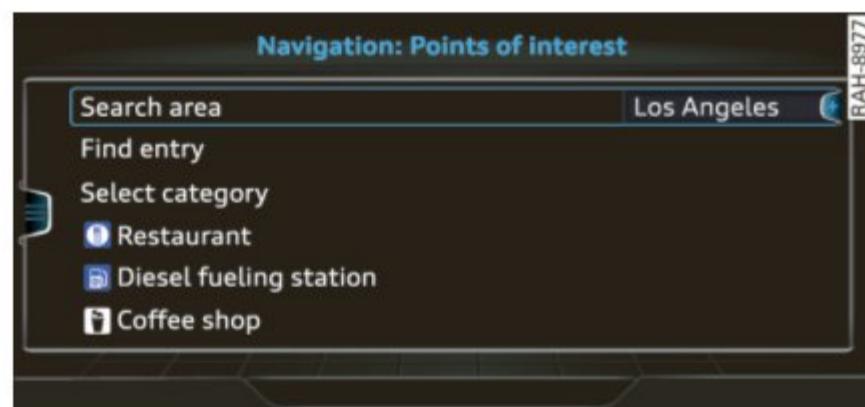 Navigation: Points of interest
RAH-8977
Search area Los Angeles
Find entry
Select category
Restaurant
Diesel fueling station
Coffee shop